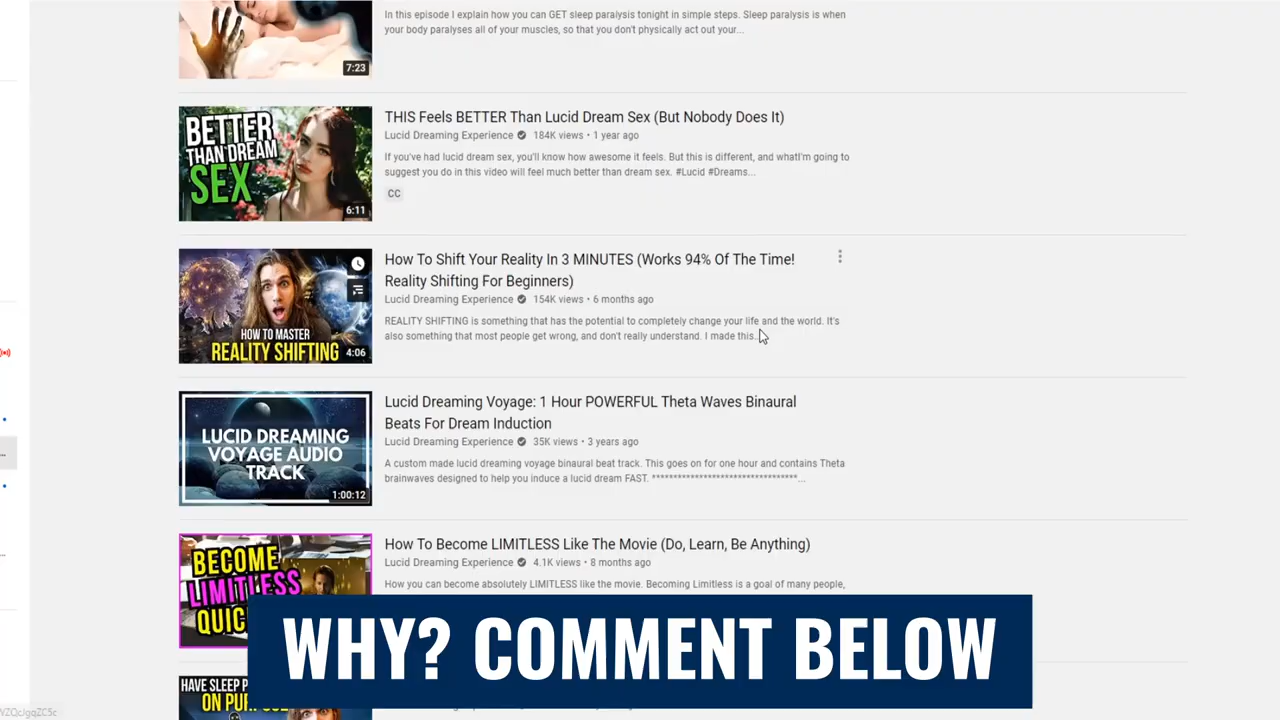 In this episode I explain how you can GET sleep paralysis tonight in simple steps. Sleep paralysis is when
your body paralyses all of your muscles, so that you don't physically act out your...
7:23
BETTER
THAN DREAM
SEX
6:11
THIS Feels BETTER Than Lucid Dream Sex (But Nobody Does It)
Lucid Dreaming Experience 184K views • 1 year ago
If you've had lucid dream sex, you'll know how awesome it feels. But this is different, and whatI'm going to
suggest you do in this video will feel much better than dream sex. #Lucid #Dreams...
CC
HOW TO MASTER
REALITY SHIFTING
4:06
How To Shift Your Reality In 3 MINUTES (Works 94% Of The Time!
Reality Shifting For Beginners)
Lucid Dreaming Experience 154K views • 6 months ago
REALITY SHIFTING is something that has the potential to completely change your life and the world. It's
also something that most people get wrong, and don't really understand. I made this...
LUCID DREAMING
VOYAGE AUDIO
TRACK
1:00:12
Lucid Dreaming Voyage: 1 Hour POWERFUL Theta Waves Binaural
Beats For Dream Induction
Lucid Dreaming Experience 35K views • 3 years ago
A custom made lucid dreaming voyage binaural beat track. This goes on for one hour and contains Theta
brainwaves designed to help you induce a lucid dream FAST. **********************************...
BECOME
LIMITLESS
QUIC
How To Become LIMITLESS Like The Movie (Do, Learn, Be Anything)
Lucid Dreaming Experience 4.1K views • 8 months ago
How you can become absolutely LIMITLESS like the movie. Becoming Limitless is a goal of many people,
WHY? COMMENT BELOW
HAVE SLEEP P
ON PURPOSE